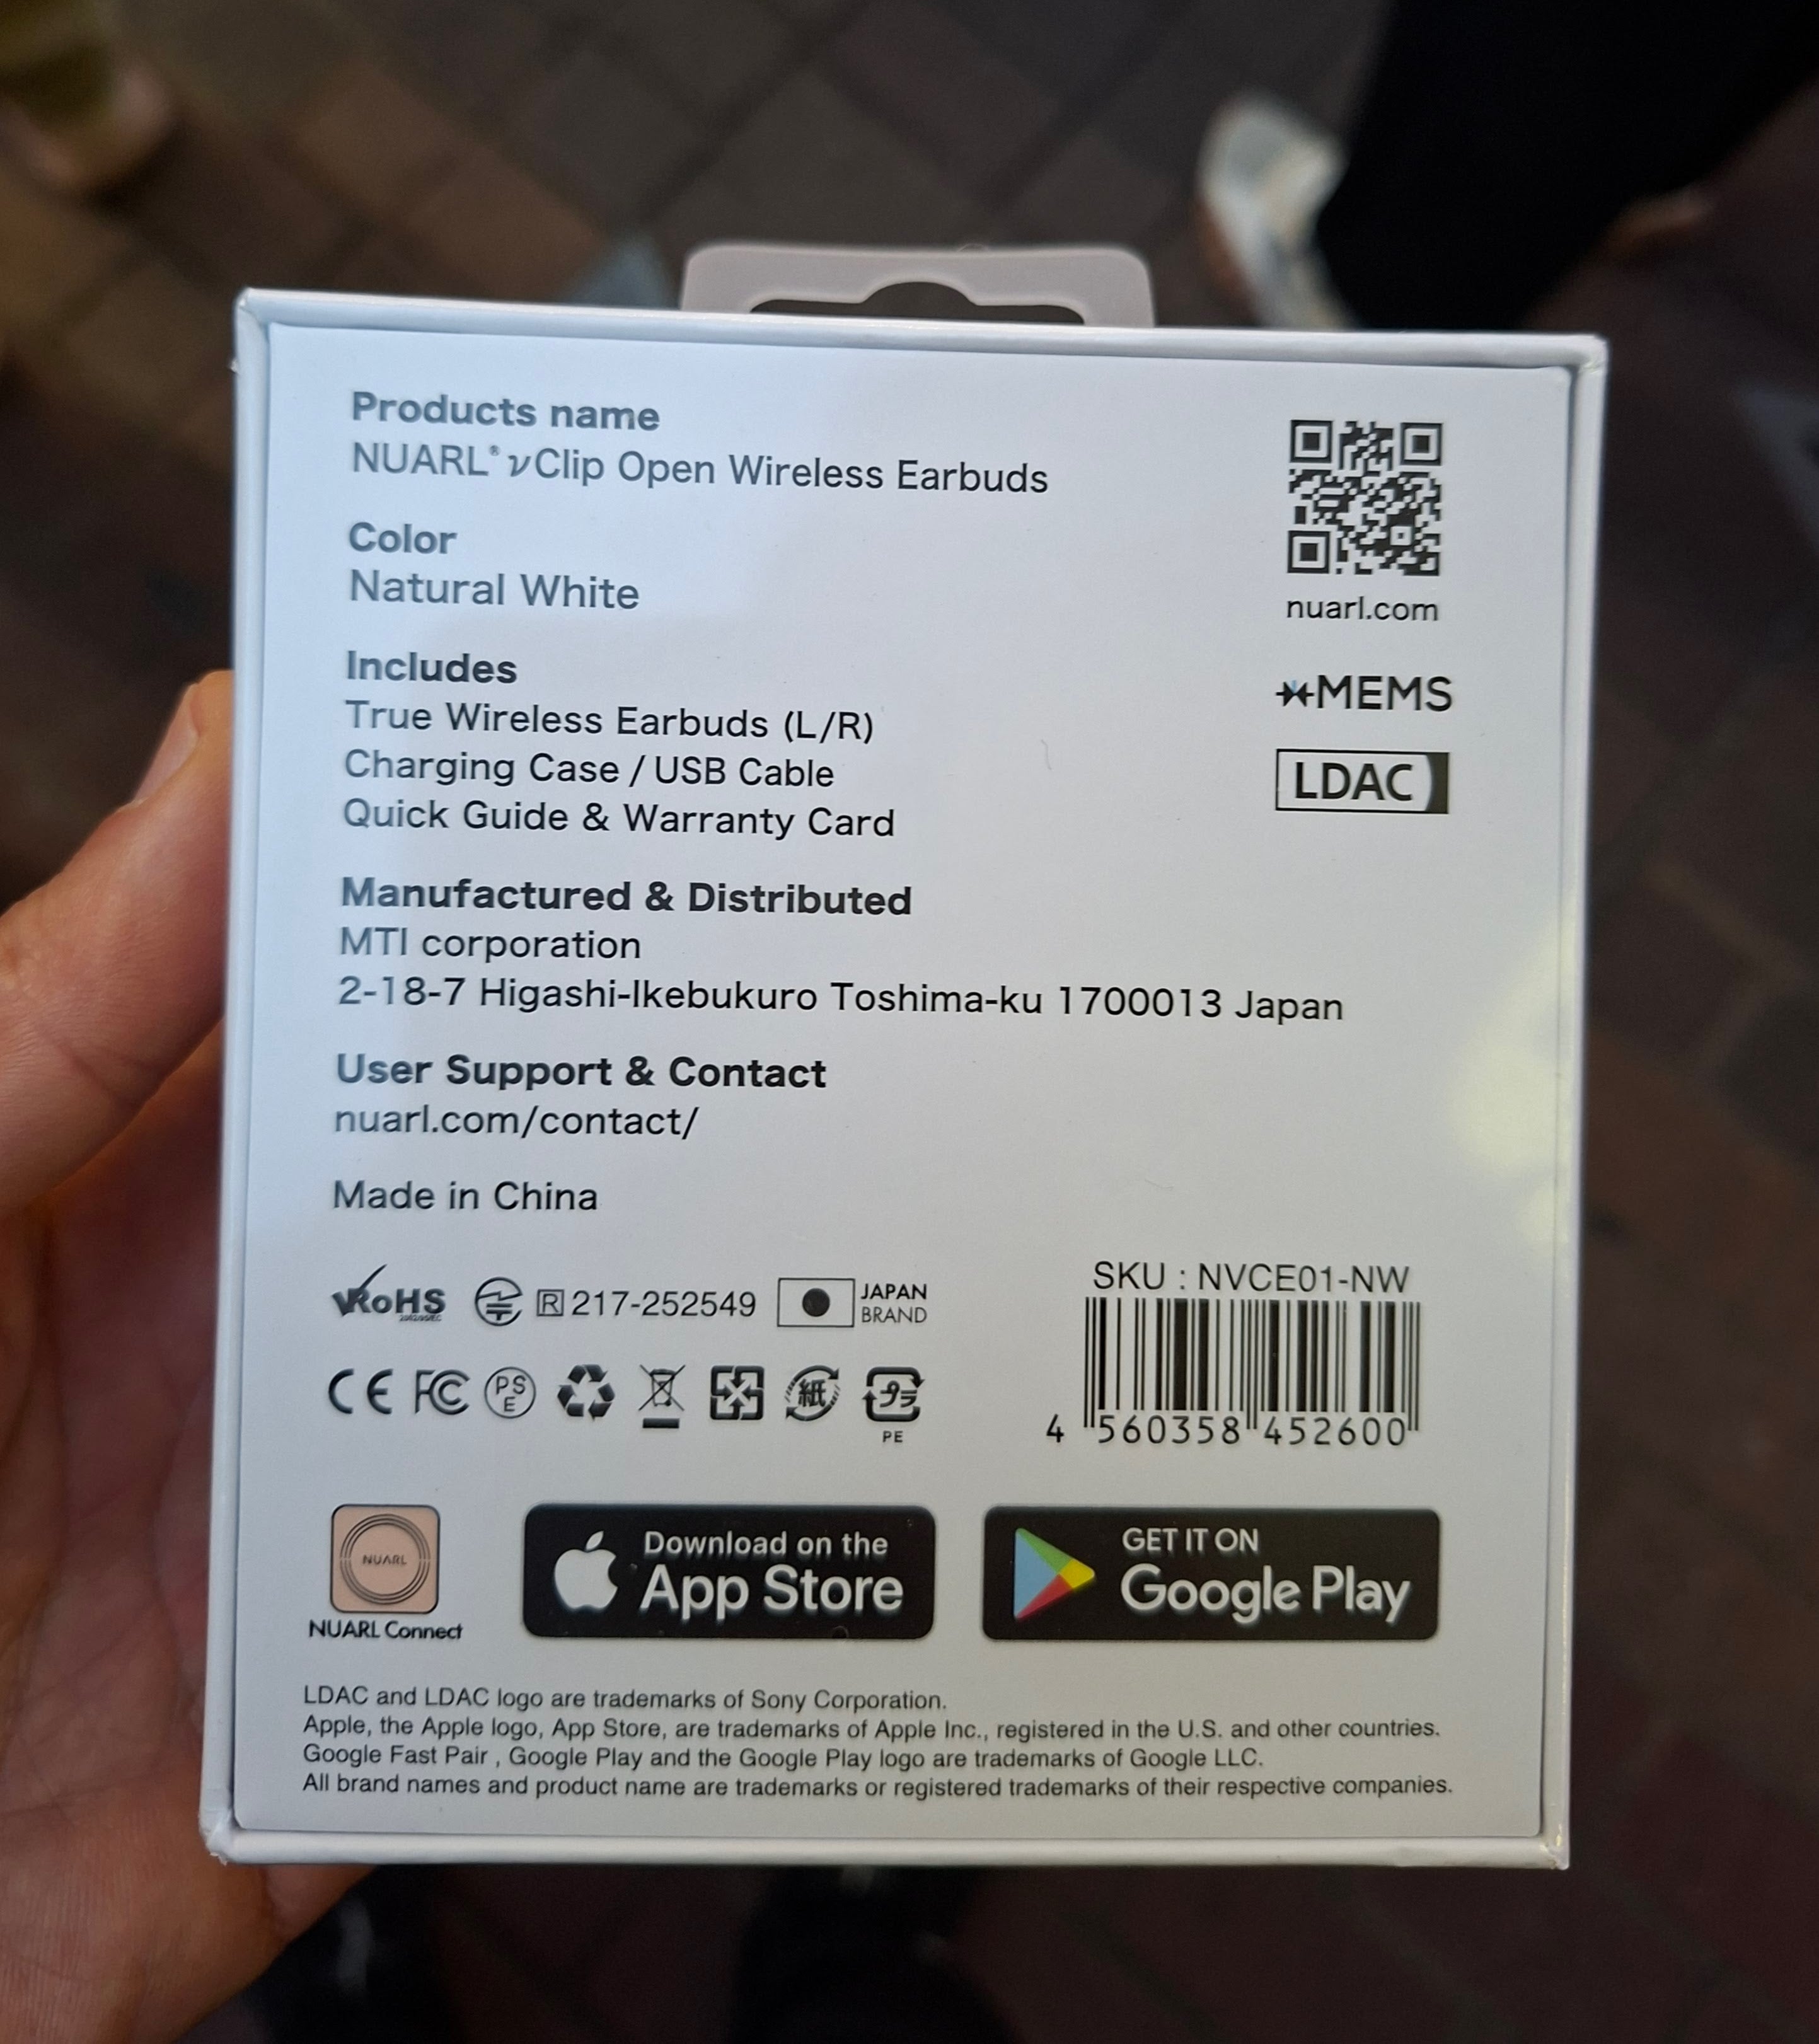 Products name
NUARL® νClip Open Wireless Earbuds
Color
Natural White
Includes
True Wireless Earbuds (L/R)
Charging Case / USB Cable
Quick Guide & Warranty Card
Manufactured & Distributed
MTI corporation
2-18-7 Higashi-Ikebukuro Toshima-ku 1700013 Japan
User Support & Contact
nuarl.com/contact/
Made in China
nuarl.com
MEMS
LDAC
RoHS
R 217-252549
JAPAN
BRAND
CE FC PS E 紙 プラ
PE
SKU : NVCE01-NW
4 560358 452600
NUARL
NUARL Connect
Download on the
App Store
GET IT ON
Google Play
LDAC and LDAC logo are trademarks of Sony Corporation.
Apple, the Apple logo, App Store, are trademarks of Apple Inc., registered in the U.S. and other countries.
Google Fast Pair , Google Play and the Google Play logo are trademarks of Google LLC.
All brand names and product name are trademarks or registered trademarks of their respective companies.